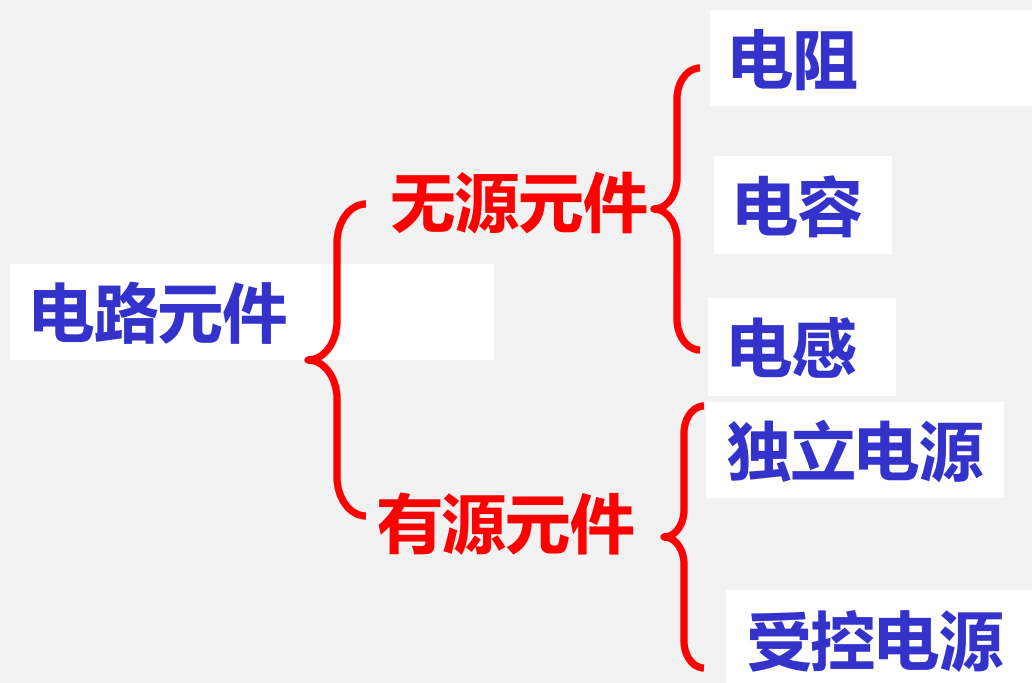 电路元件
无源元件
电阻
电容
电感
有源元件
独立电源
受控电源